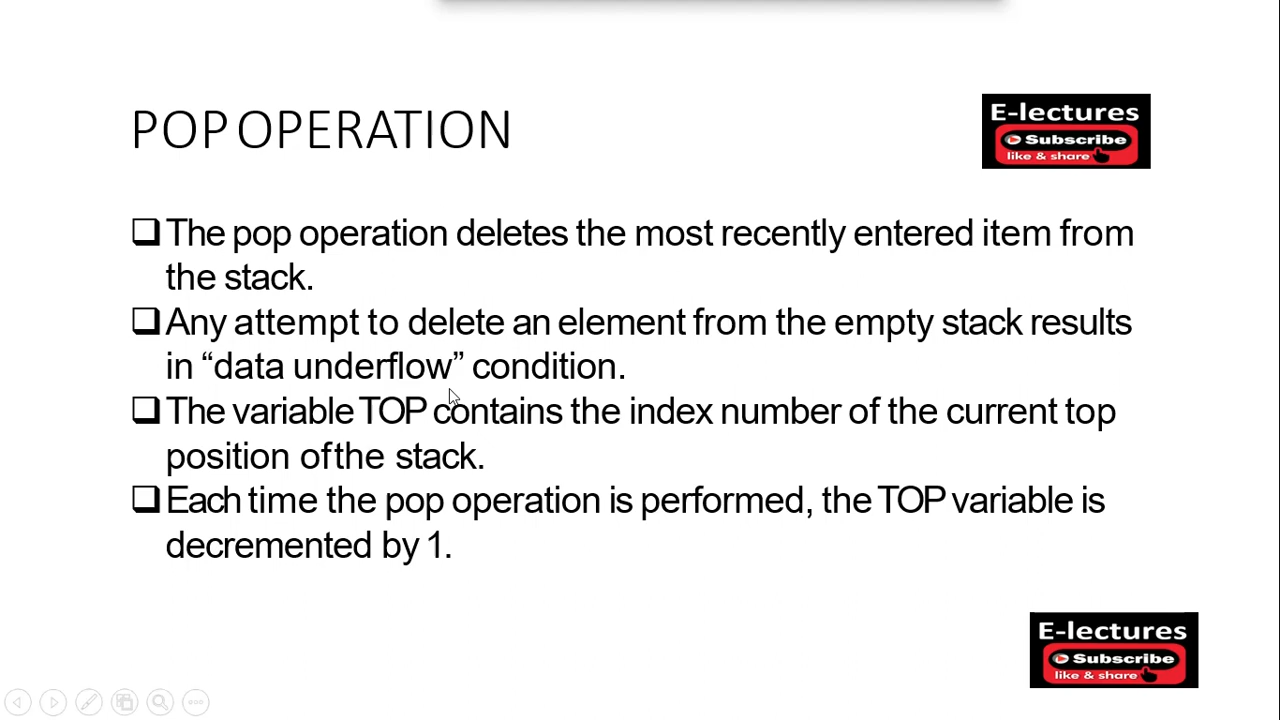 POP OPERATION
E-lectures
Subscribe
like & share
The pop operation deletes the most recently entered item from
the stack.
Any attempt to delete an element from the empty stack results
in “data underflow” condition.
The variable TOP contains the index number of the current top
position of the stack.
Each time the pop operation is performed, the TOP variable is
decremented by 1.
E-lectures
Subscribe
like & share